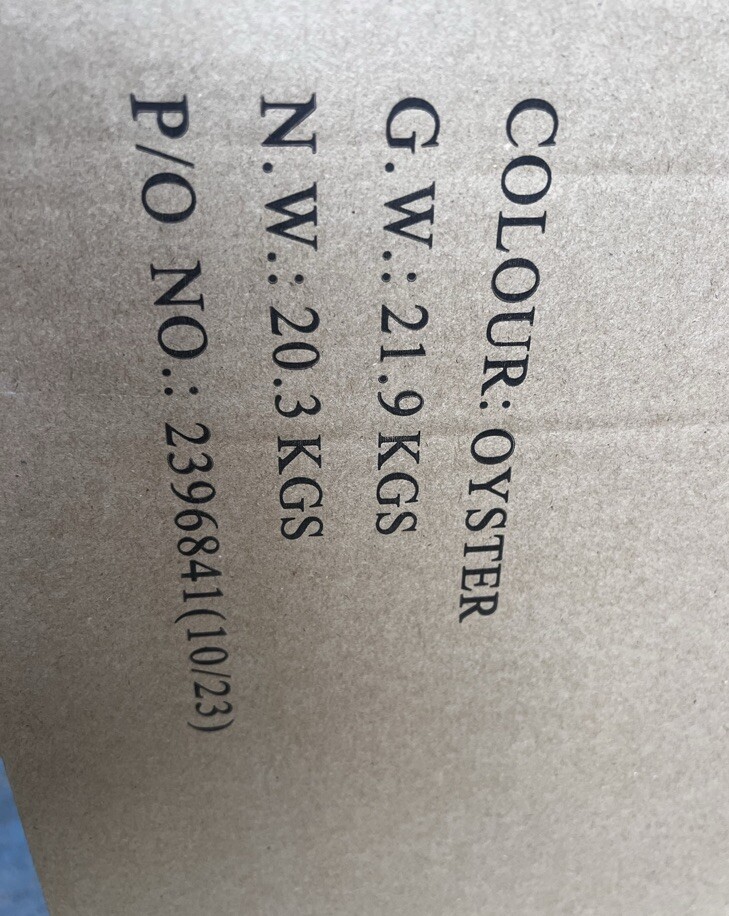 COLOUR: OYSTER
G.W.: 21.9 KGS
N.W.: 20.3 KGS
P/O NO.: 2396841(10/23)